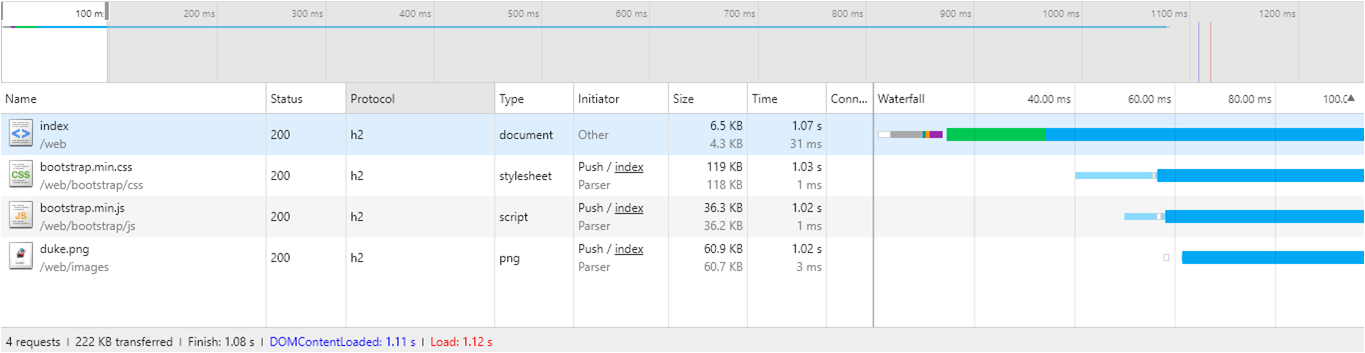 100 ms 200 ms 300 ms 400 ms 500 ms 600 ms 700 ms 800 ms 900 ms 1000 ms 1100 ms 1200 ms
Name Status Protocol Type Initiator Size Time Conn... Waterfall 40.00 ms 60.00 ms 80.00 ms 100.0
index 200 h2 document Other 6.5 KB 1.07 s
/web 4.3 KB 31 ms
bootstrap.min.css 200 h2 stylesheet Push / index 119 KB 1.03 s
/web/bootstrap/css Parser 118 KB 1 ms
bootstrap.min.js 200 h2 script Push / index 36.3 KB 1.02 s
/web/bootstrap/js Parser 36.2 KB 1 ms
duke.png 200 h2 png Push / index 60.9 KB 1.02 s
/web/images Parser 60.7 KB 3 ms
4 requests | 222 KB transferred | Finish: 1.08 s | DOMContentLoaded: 1.11 s | Load: 1.12 s